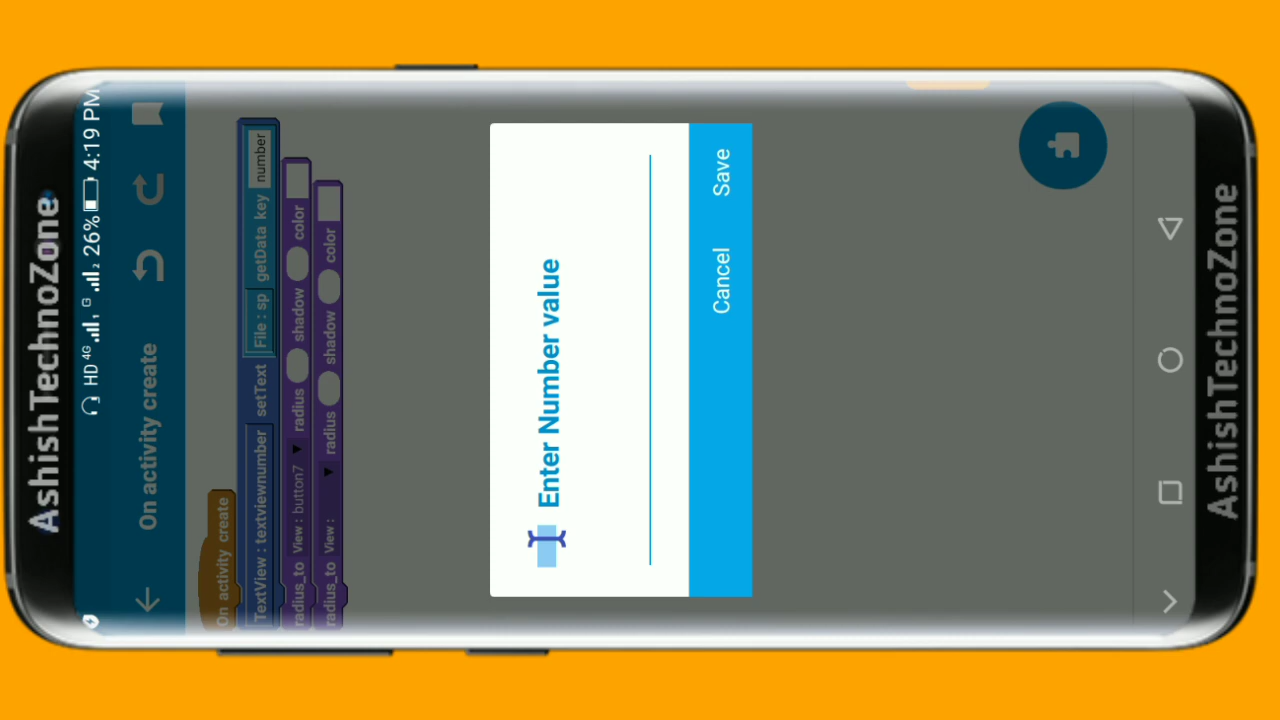 AshishTechnoZone
HD 4G 2 26% 4:19 PM
On activity create
On activity create
TextView : textviewnumber setText File : sp getData key number
radius_to View : button7 radius shadow color
radius_to View : radius shadow color
Enter Number value
Cancel Save
AshishTechnoZone